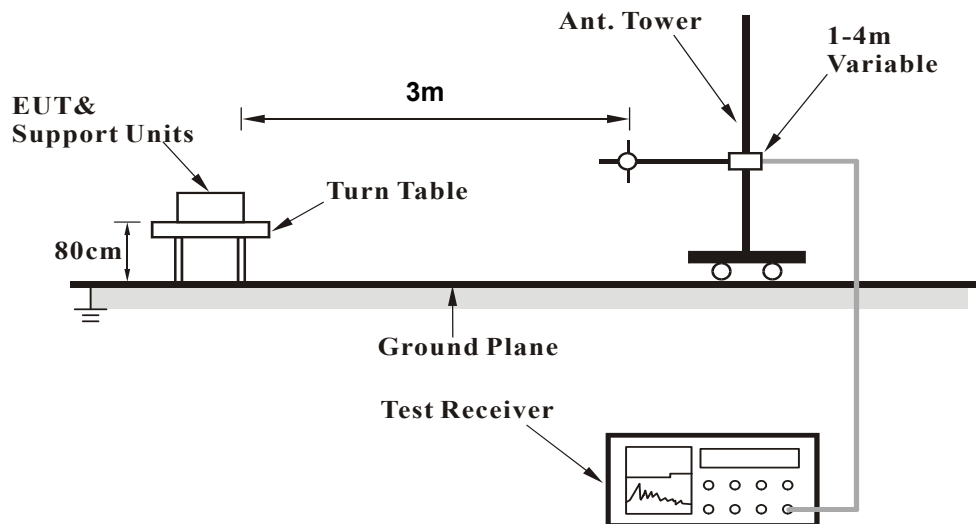 Ant. Tower
1-4m
Variable
3m
EUT&
Support Units
Turn Table
80cm
Ground Plane
Test Receiver